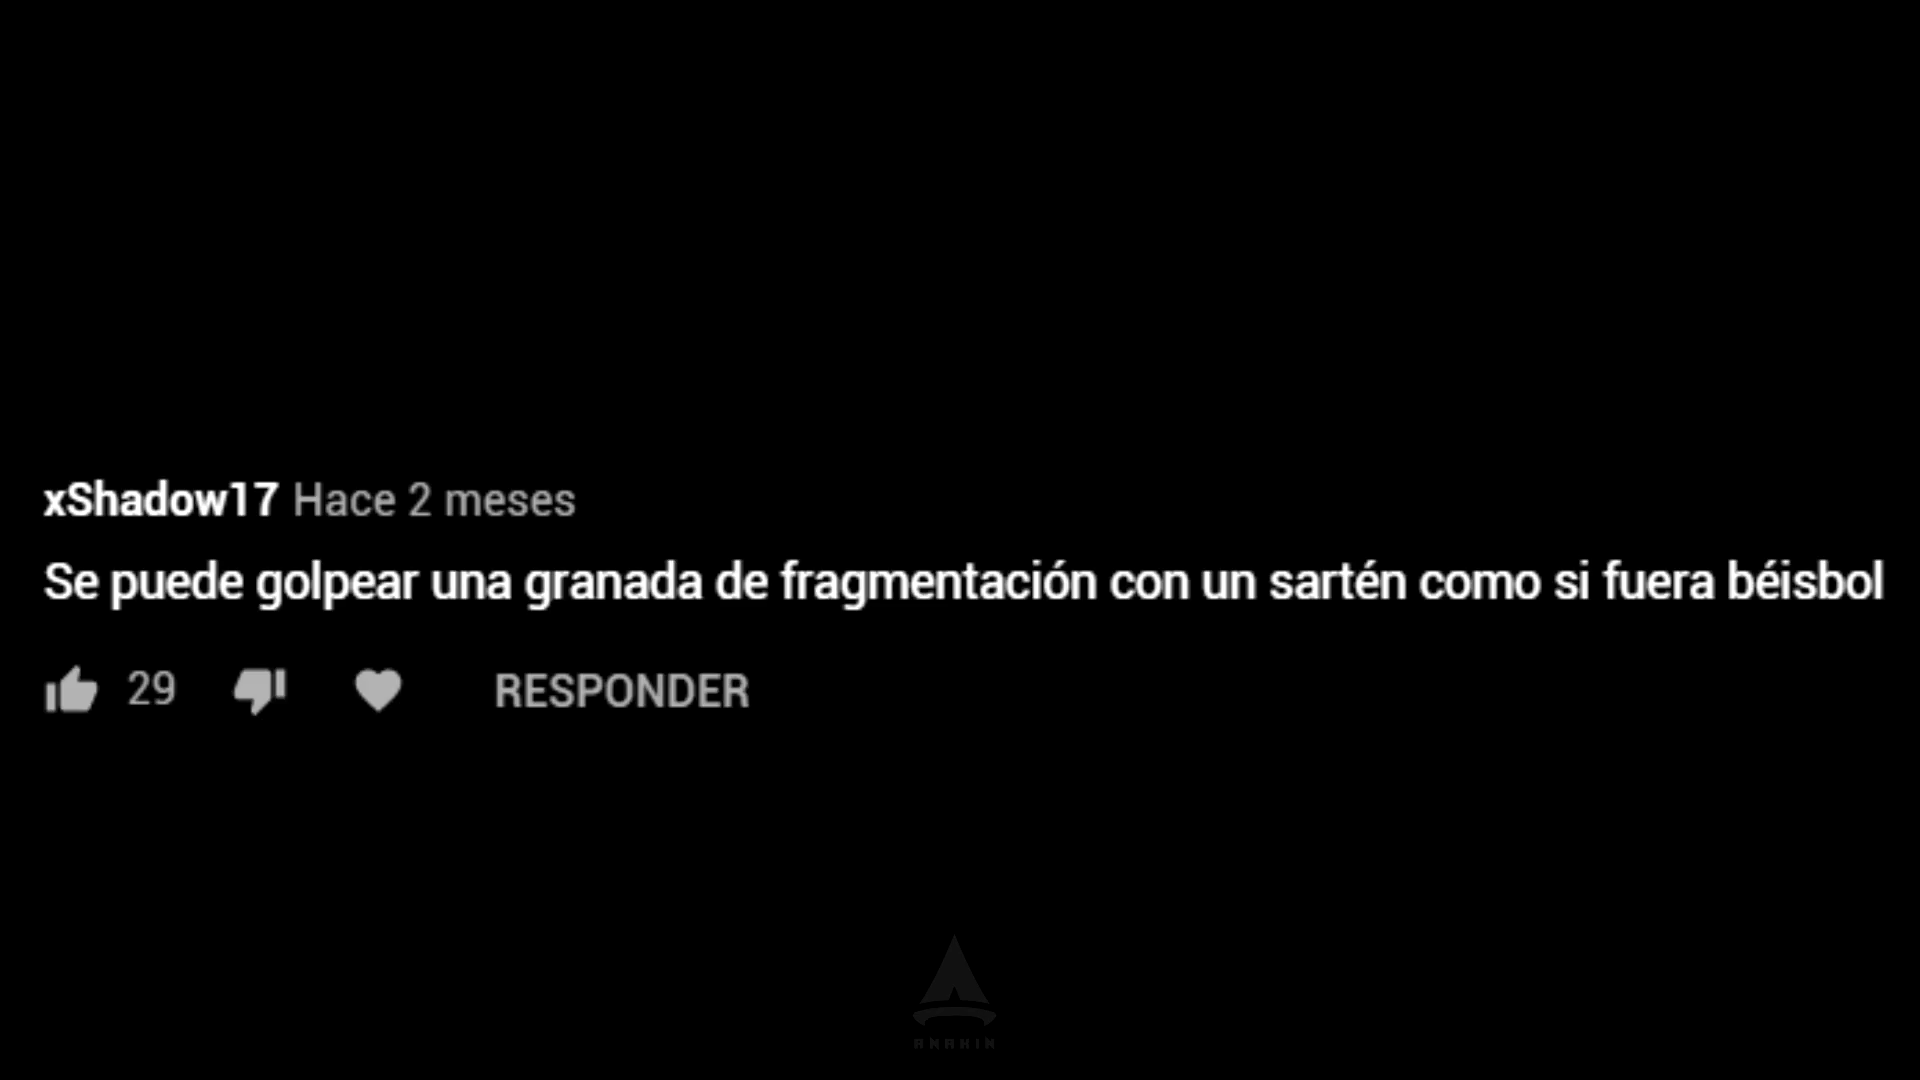 xShadow17 Hace 2 meses
Se puede golpear una granada de fragmentación con un sartén como si fuera béisbol
29 RESPONDER
ANAHIN